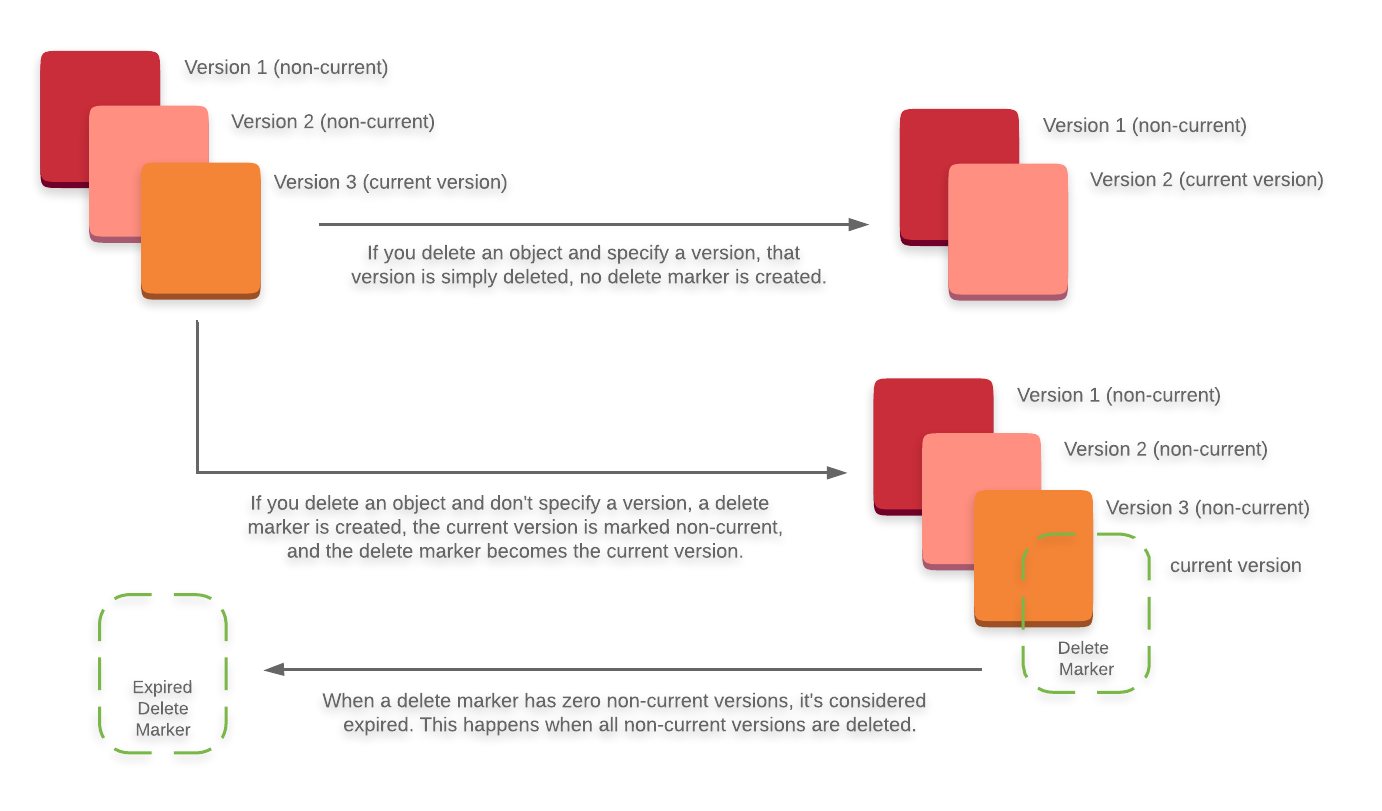 Version 1 (non-current)
Version 2 (non-current)
Version 3 (current version)
If you delete an object and specify a version, that
version is simply deleted, no delete marker is created.
Version 1 (non-current)
Version 2 (current version)
If you delete an object and don't specify a version, a delete
marker is created, the current version is marked non-current,
and the delete marker becomes the current version.
Version 1 (non-current)
Version 2 (non-current)
Version 3 (non-current)
current version
Delete
Marker
When a delete marker has zero non-current versions, it's considered
expired. This happens when all non-current versions are deleted.
Expired
Delete
Marker